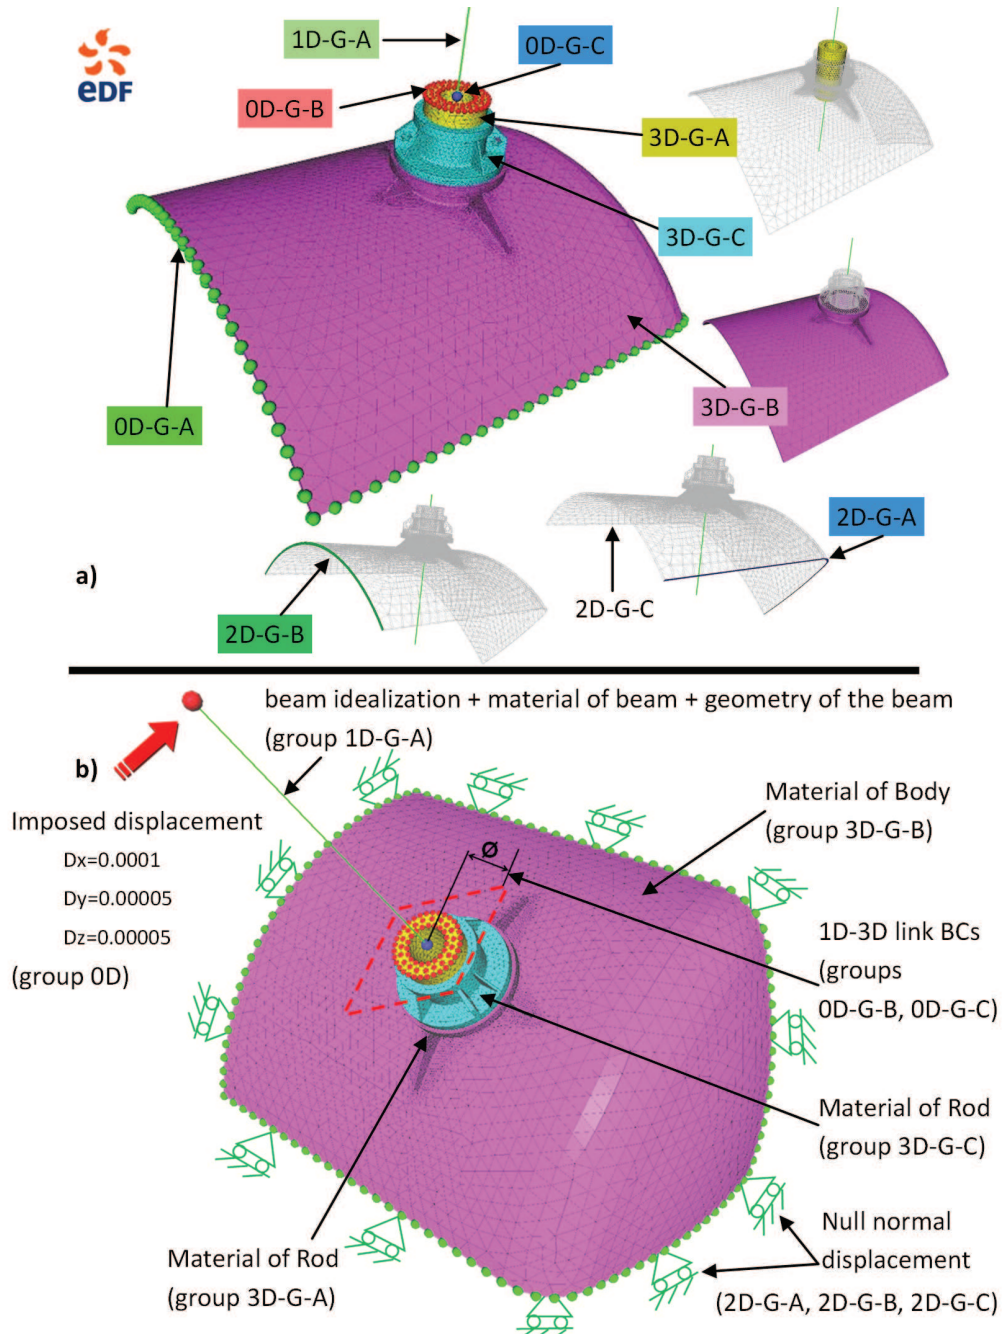 eDF
1D-G-A
0D-G-C
0D-G-B
3D-G-A
3D-G-C
0D-G-A
3D-G-B
2D-G-A
a)
2D-G-B
2D-G-C
beam idealization + material of beam + geometry of the beam
(group 1D-G-A)
b)
Imposed displacement
Dx=0.0001
Dy=0.00005
Dz=0.00005
(group 0D)
Ø
Material of Body
(group 3D-G-B)
1D-3D link BCs
(groups
0D-G-B, 0D-G-C)
Material of Rod
(group 3D-G-C)
Null normal
displacement
(2D-G-A, 2D-G-B, 2D-G-C)
Material of Rod
(group 3D-G-A)